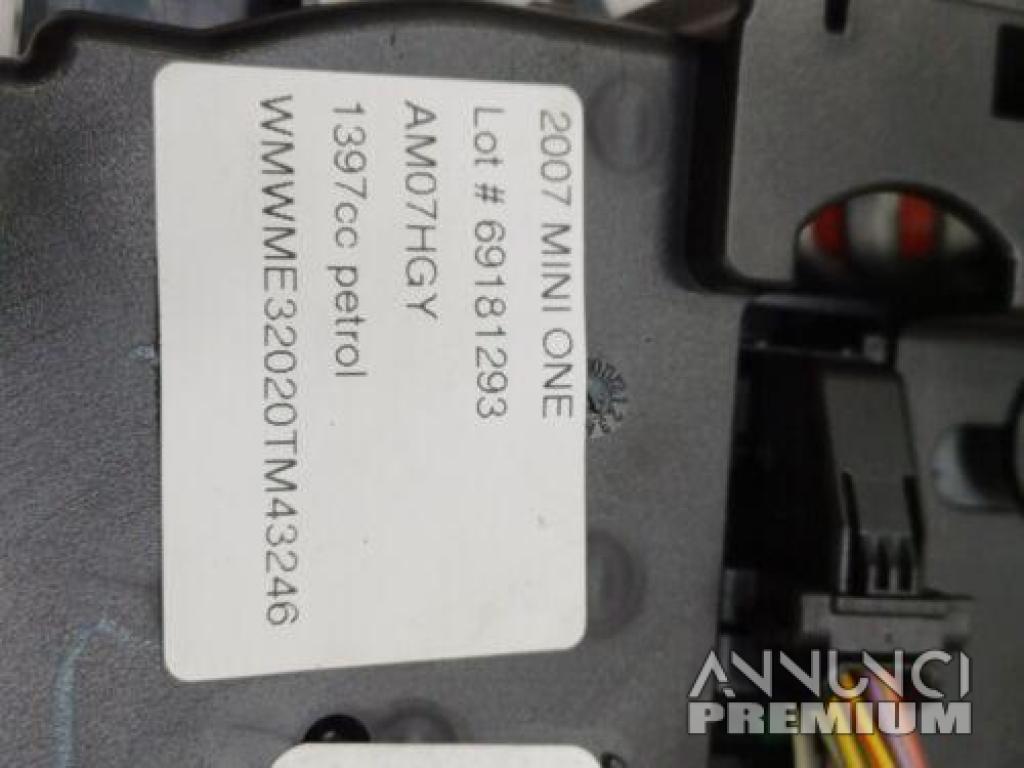 2007 MINI ONE
Lot # 69181293
AM07HGY
1397cc petrol
WMWME32020TM43246
ANNUNCI
PREMIUM